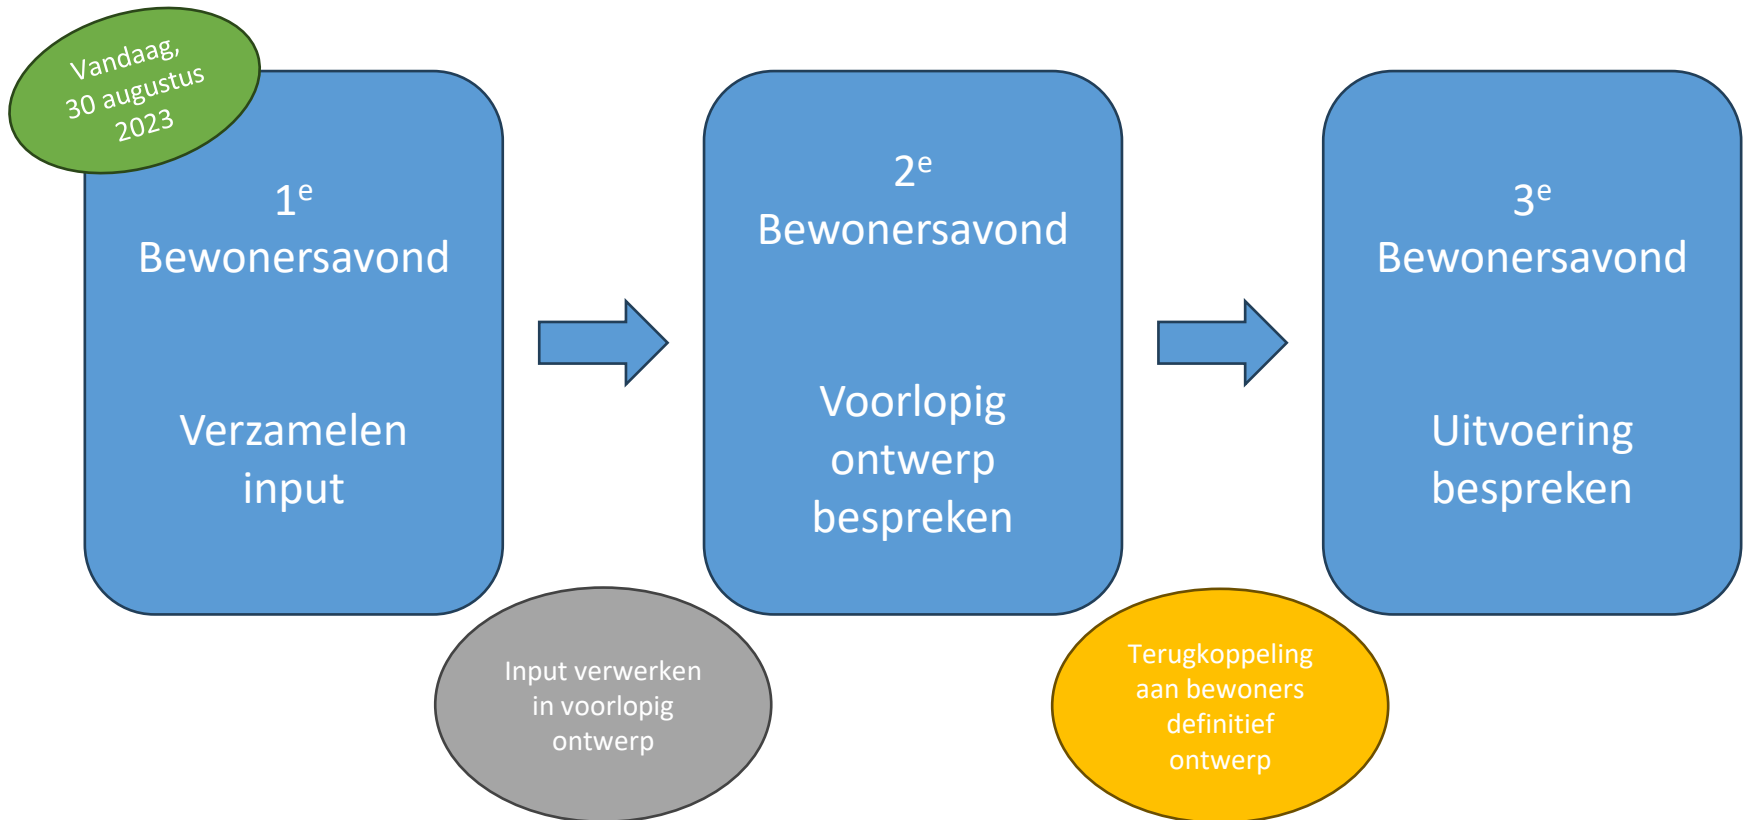 Vandaag,
30 augustus
2023
1e
Bewonersavond
Verzamelen
input
2e
Bewonersavond
Voorlopig
ontwerp
bespreken
3e
Bewonersavond
Uitvoering
bespreken
Input verwerken
in voorlopig
ontwerp
Terugkoppeling
aan bewoners
definitief
ontwerp